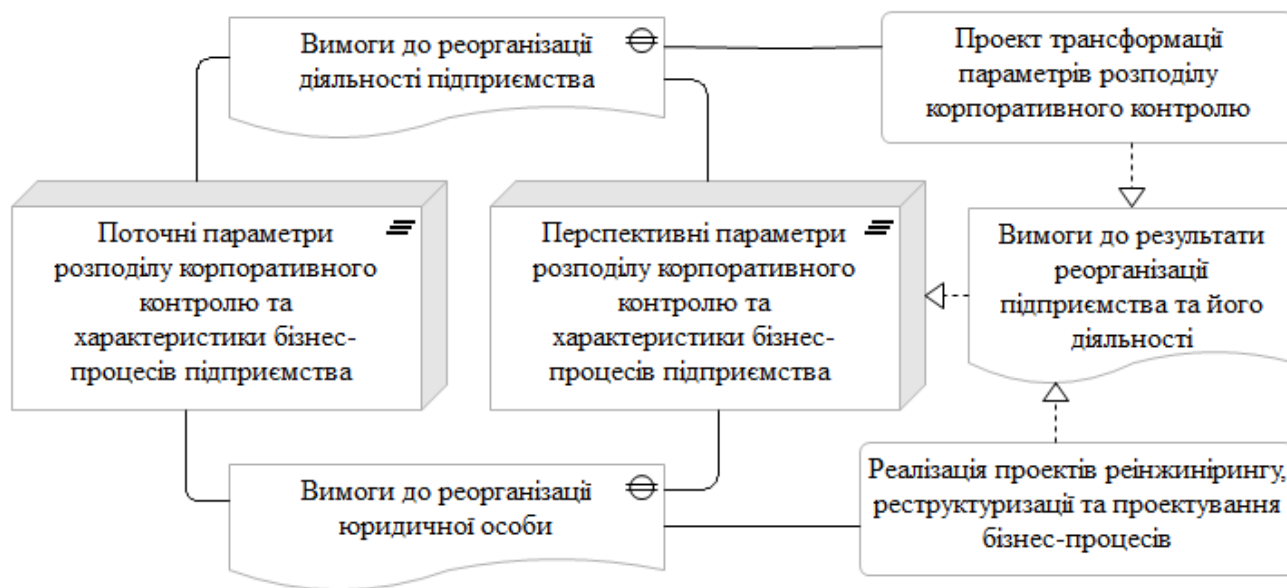 Вимоги до реорганізації
діяльності підприємства
Проект трансформації
параметрів розподілу
корпоративного контролю
Поточні параметри
розподілу корпоративного
контролю та
характеристики бізнес-
процесів підприємства
Перспективні параметри
розподілу корпоративного
контролю та
характеристики бізнес-
процесів підприємства
Вимоги до результати
реорганізації
підприємства та його
діяльності
Вимоги до реорганізації
юридичної особи
Реалізація проектів реінжинірингу,
реструктуризації та проектування
бізнес-процесів